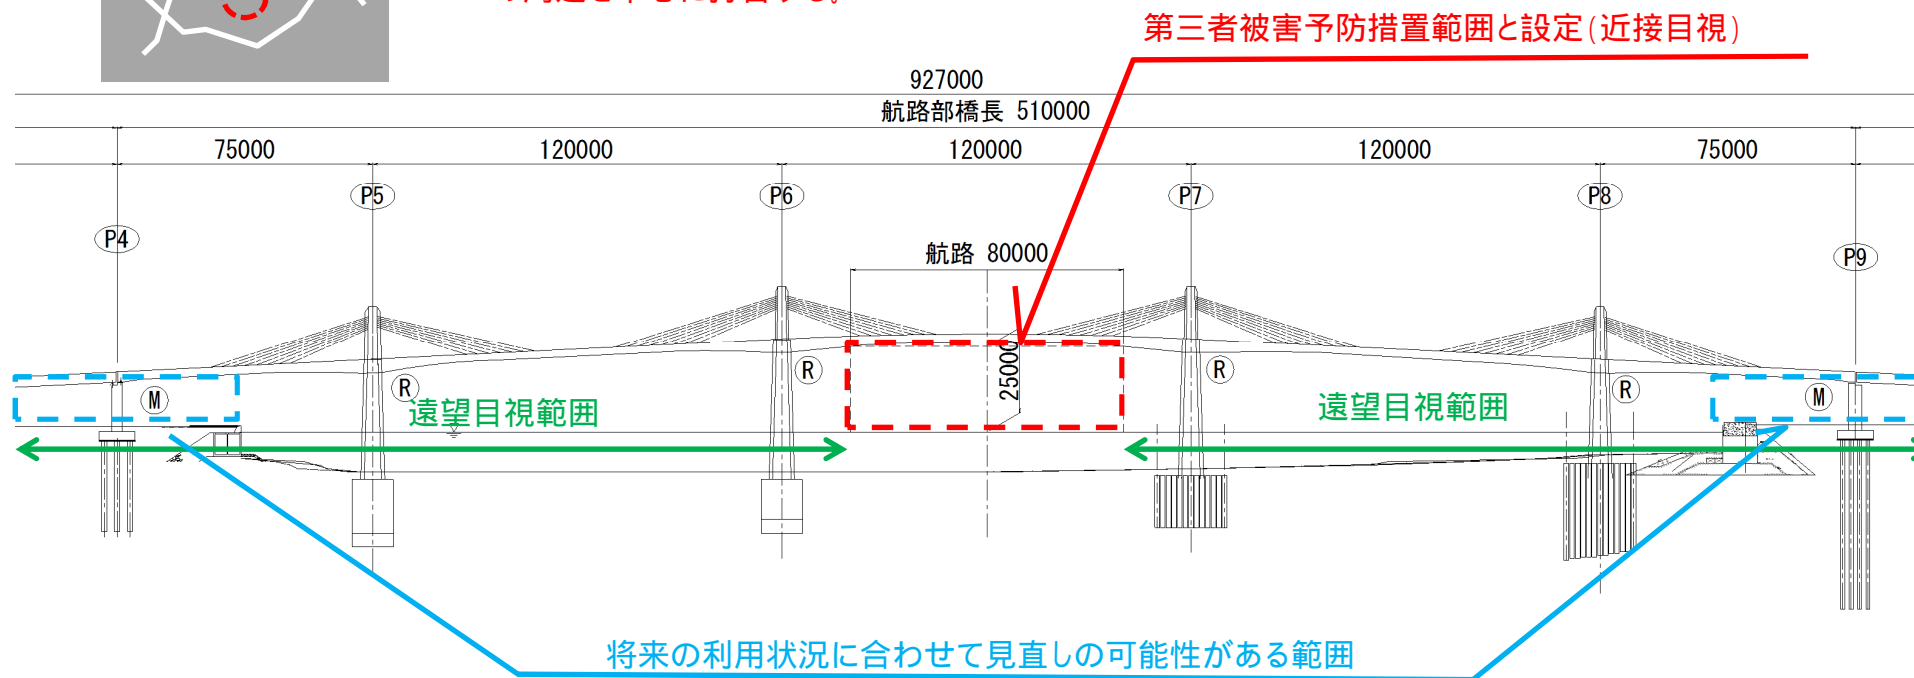 第三者被害予防措置範囲と設定(近接目視)
927000
航路部橋長 510000
75000 120000 120000 120000 75000
P5 P6 P7 P8
P4 P9
航路 80000
25000
R R R R
M M
遠望目視範囲 遠望目視範囲
将来の利用状況に合わせて見直しの可能性がある範囲